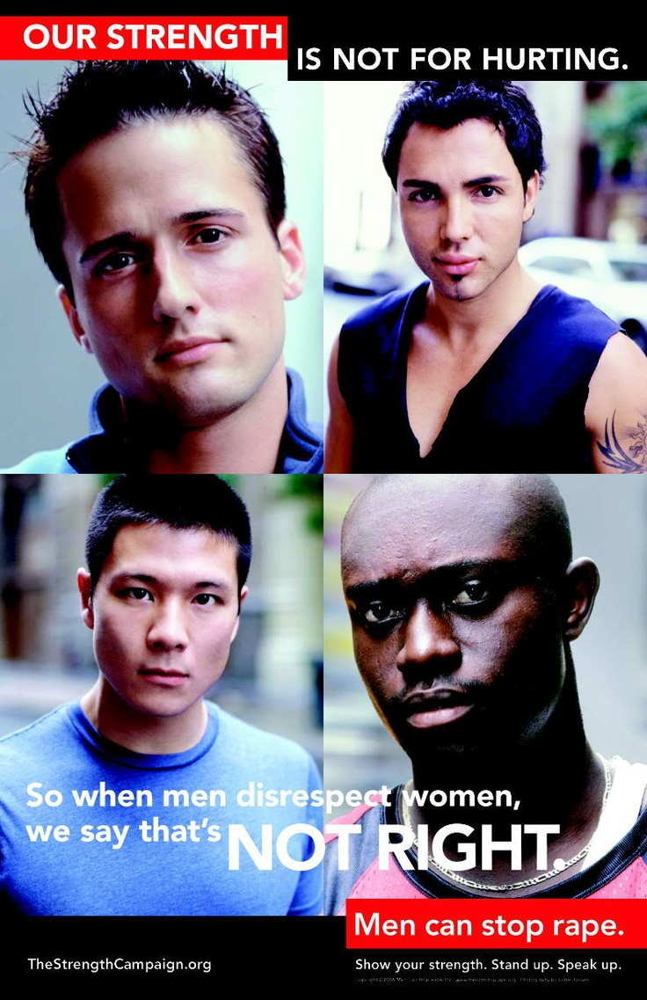 OUR STRENGTH
IS NOT FOR HURTING.
So when men disrespect women,
we say that's NOT RIGHT.
Men can stop rape.
TheStrengthCampaign.org
Show your strength. Stand up. Speak up.